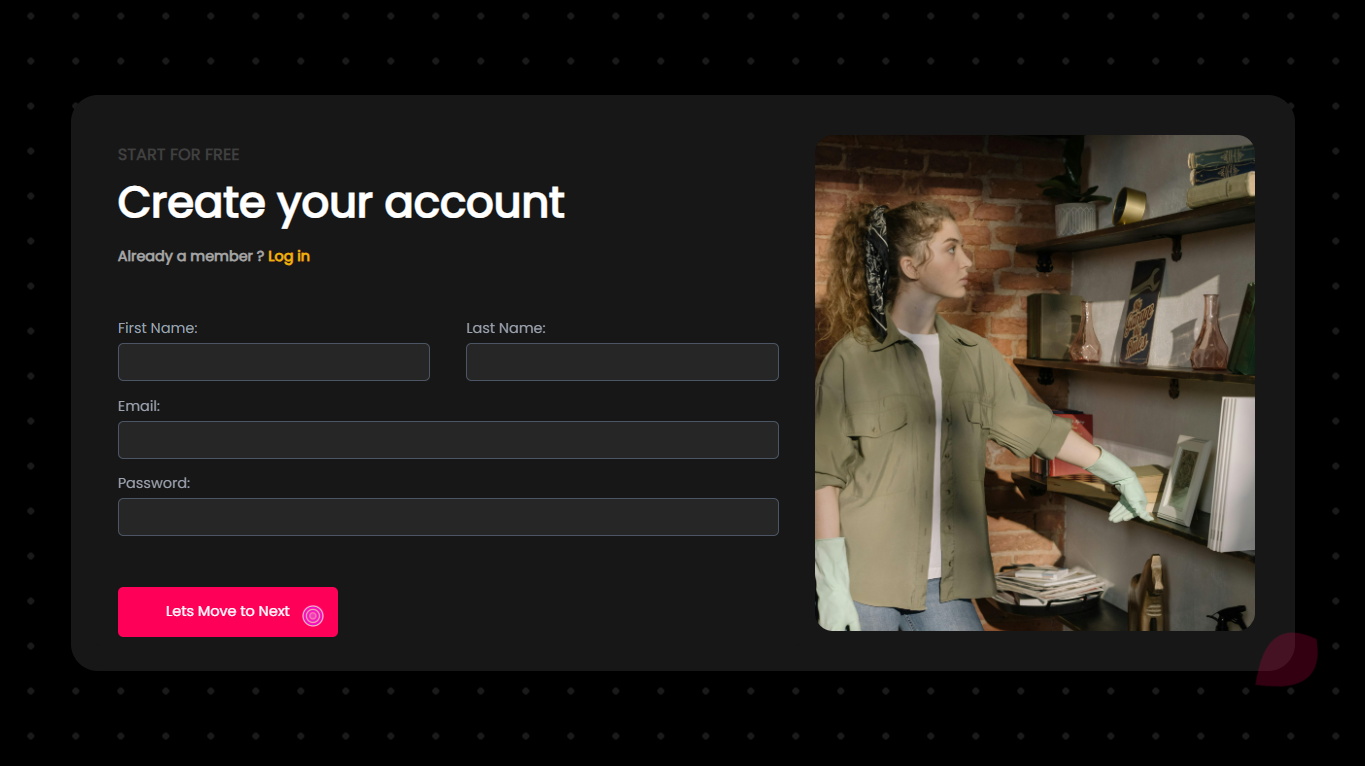 START FOR FREE
Create your account
Already a member ? Log in
First Name:
Last Name:
Email:
Password:
Lets Move to Next